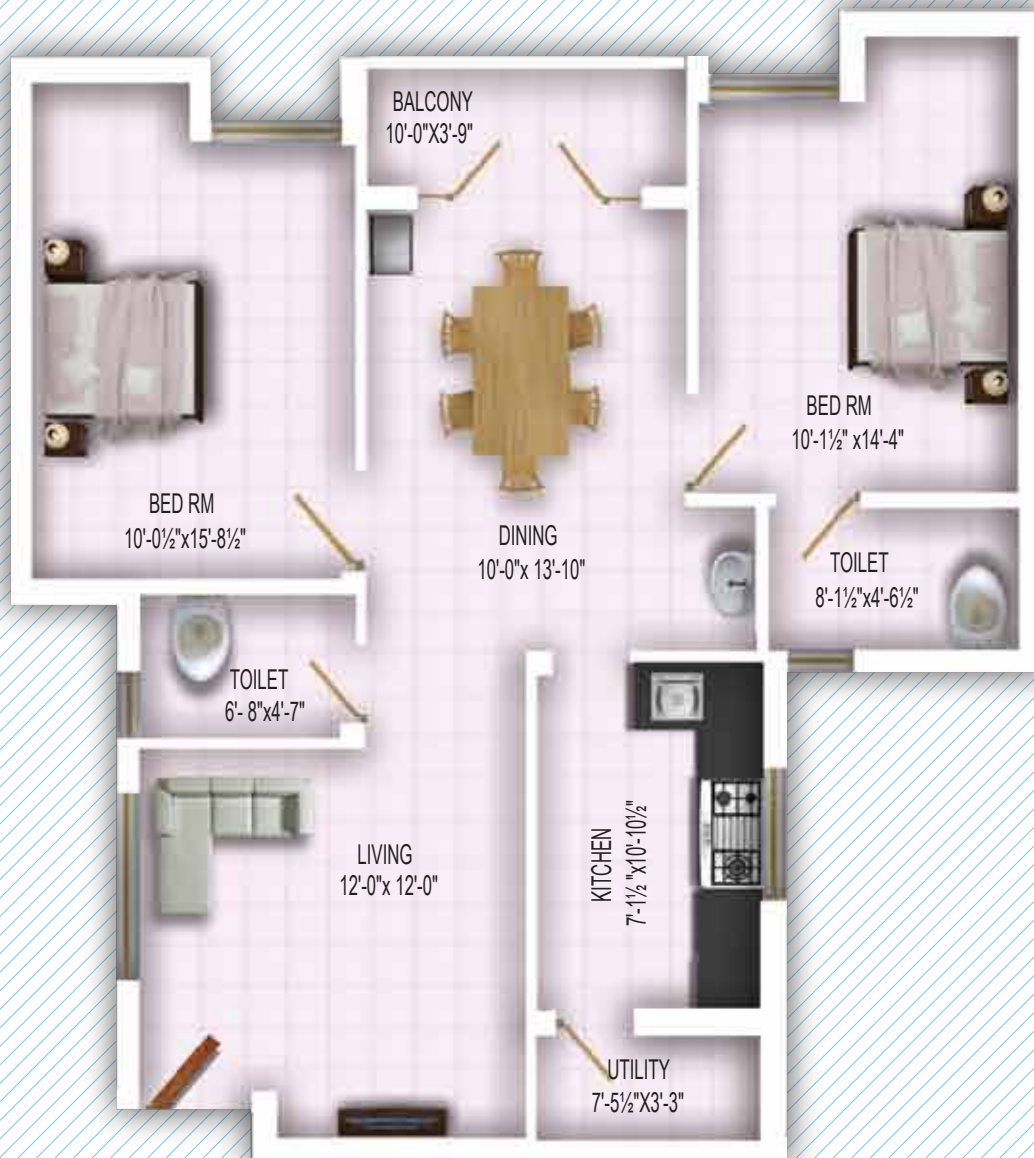 BALCONY
10'-0"X3'-9"
BED RM
10'-1½" x14'-4"
BED RM
10'-0½"x15'-8½"
DINING
10'-0"x 13'-10"
TOILET
8'-1½"x4'-6½"
TOILET
6'- 8"x4'-7"
LIVING
12'-0"x 12'-0"
KITCHEN
7'-1½ "x10'-10½"
UTILITY
7'-5½"X3'-3"